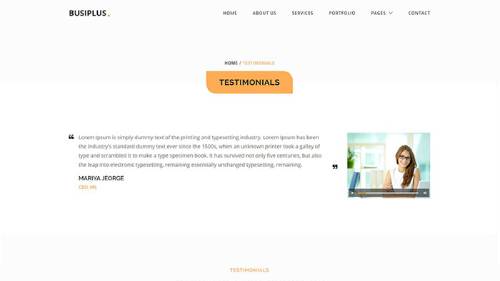 BUSIPLUS.
HOME ABOUT US SERVICES PORTFOLIO PAGES CONTACT
HOME / TESTIMONIALS
TESTIMONIALS
❝ Lorem Ipsum is simply dummy text of the printing and typesetting industry. Lorem Ipsum has been
the industry's standard dummy text ever since the 1500s, when an unknown printer took a galley of
type and scrambled it to make a type specimen book. It has survived not only five centuries, But also
the leap into electronic typesetting, remaining essentially unchanged typesetting, remaining. ❞
MARIYA JEORGE
TESTIMONIALS